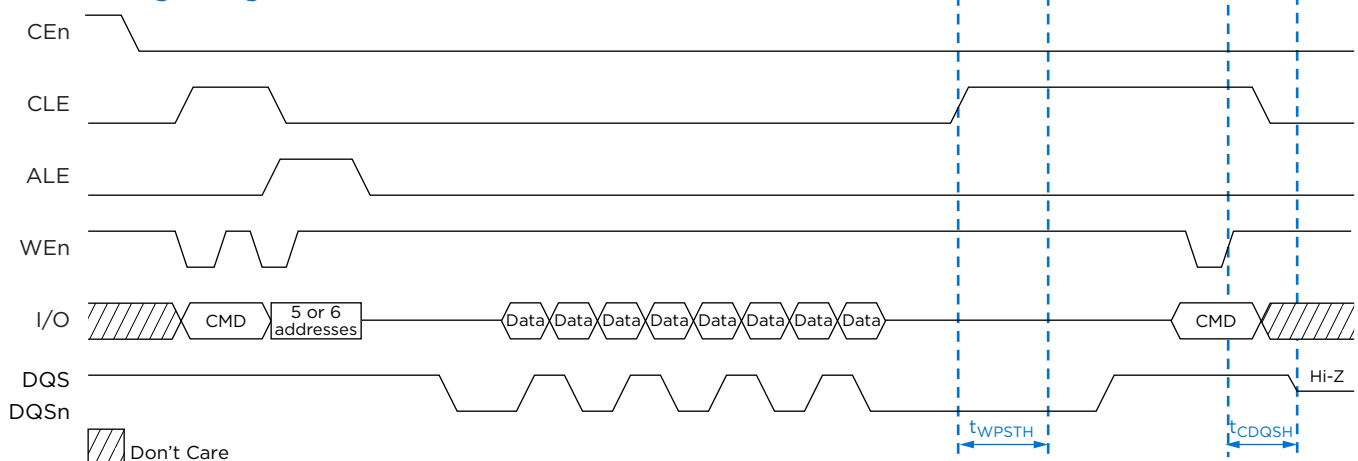 CEn
CLE
ALE
WEn
I/O
CMD
5 or 6
addresses
Data Data Data Data Data Data Data Data
CMD
DQS
Hi-Z
DQSn
tWPSTH
tCDQSH
Don't Care